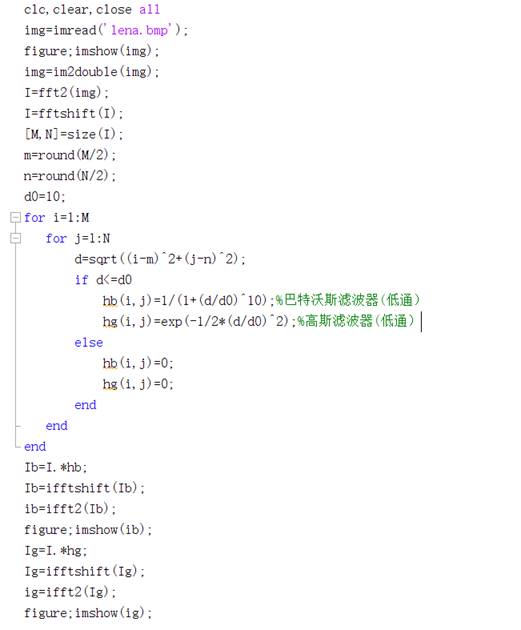 clc,clear,close all
img=imread('lena.bmp');
figure;imshow(img);
img=im2double(img);
I=fft2(img);
I=fftshift(I);
[M,N]=size(I);
m=round(M/2);
n=round(N/2);
d0=10;
for i=1:M
for j=1:N
d=sqrt((i-m)^2+(j-n)^2);
if d<=d0
hb(i,j)=1/(1+(d/d0)^10);%巴特沃斯滤波器(低通)
hg(i,j)=exp(-1/2*(d/d0)^2);%高斯滤波器(低通)
else
hb(i,j)=0;
hg(i,j)=0;
end
end
end
Ib=I.*hb;
Ib=ifftshift(Ib);
ib=ifft2(Ib);
figure;imshow(ib);
Ig=I.*hg;
Ig=ifftshift(Ig);
ig=ifft2(Ig);
figure;imshow(ig);